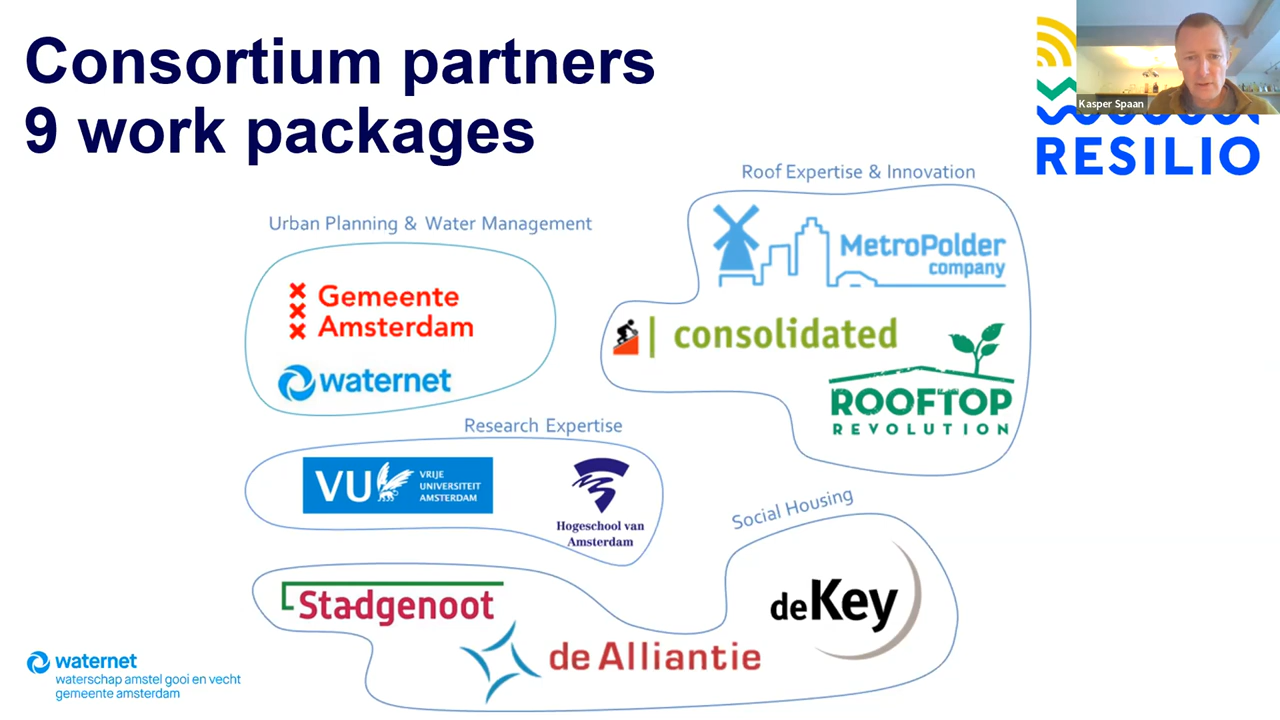 Consortium partners
9 work packages
Kasper Spaan
RESILIO
Roof Expertise & Innovation
Urban Planning & Water Management
MetroPolder
company
Gemeente
Amsterdam
consolidated
waternet
ROOFTOP
REVOLUTION
Research Expertise
VU
VRIJE
UNIVERSITEIT
AMSTERDAM
Hogeschool van
Amsterdam
Social Housing
Stadgenoot
deKey
de Alliantie
waternet
waterschap amstel gooi en vecht
gemeente amsterdam